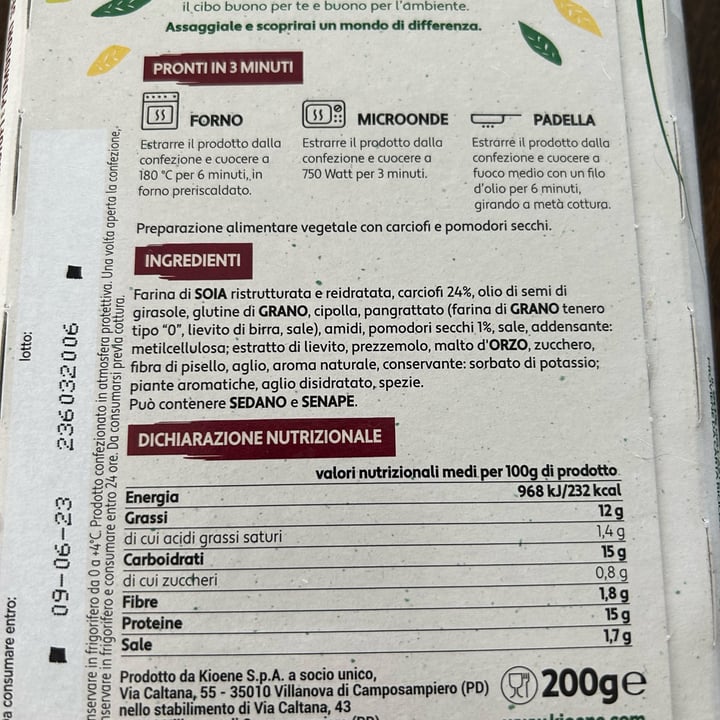 il cibo buono per te e buono per l'ambiente.
Assaggiale e scoprirai un mondo di differenza.
PRONTI IN 3 MINUTI
FORNO
Estrarre il prodotto dalla
confezione e cuocere a
180 °C per 6 minuti, in
forno preriscaldato.
MICROONDE
Estrarre il prodotto dalla
confezione e cuocere a
750 Watt per 3 minuti.
PADELLA
Estrarre il prodotto dalla
confezione e cuocere a
fuoco medio con un filo
d'olio per 6 minuti,
girando a metà cottura.
Preparazione alimentare vegetale con carciofi e pomodori secchi.
INGREDIENTI
Farina di SOIA ristrutturata e reidratata, carciofi 24%, olio di semi di
girasole, glutine di GRANO, cipolla, pangrattato (farina di GRANO tenero
tipo "0", lievito di birra, sale), amidi, pomodori secchi 1%, sale, addensante:
metilcellulosa; estratto di lievito, prezzemolo, malto d'ORZO, zucchero,
fibra di pisello, aglio, aroma naturale, conservante: sorbato di potassio;
piante aromatiche, aglio disidratato, spezie.
Può contenere SEDANO e SENAPE.
DICHIARAZIONE NUTRIZIONALE
valori nutrizionali medi per 100g di prodotto
Energia 968 kJ/232 kcal
Grassi 12 g
di cui acidi grassi saturi 1,4 g
Carboidrati 15 g
di cui zuccheri 0,8 g
Fibre 1,8 g
Proteine 15 g
Sale 1,7 g
Prodotto da Kioene S.p.A. a socio unico,
Via Caltana, 55 - 35010 Villanova di Camposampiero (PD)
nello stabilimento di Via Caltana, 43
200g e
www.kioene.com
lotto:
236032006
09-06-23
a consumare entro:
nservare in frigorifero da 0 a +4°C. Prodotto confezionato in atmosfera protettiva. Una volta aperta la confezione,
nservare in frigorifero e consumare entro 24 ore. Da consumarsi previa cottura.